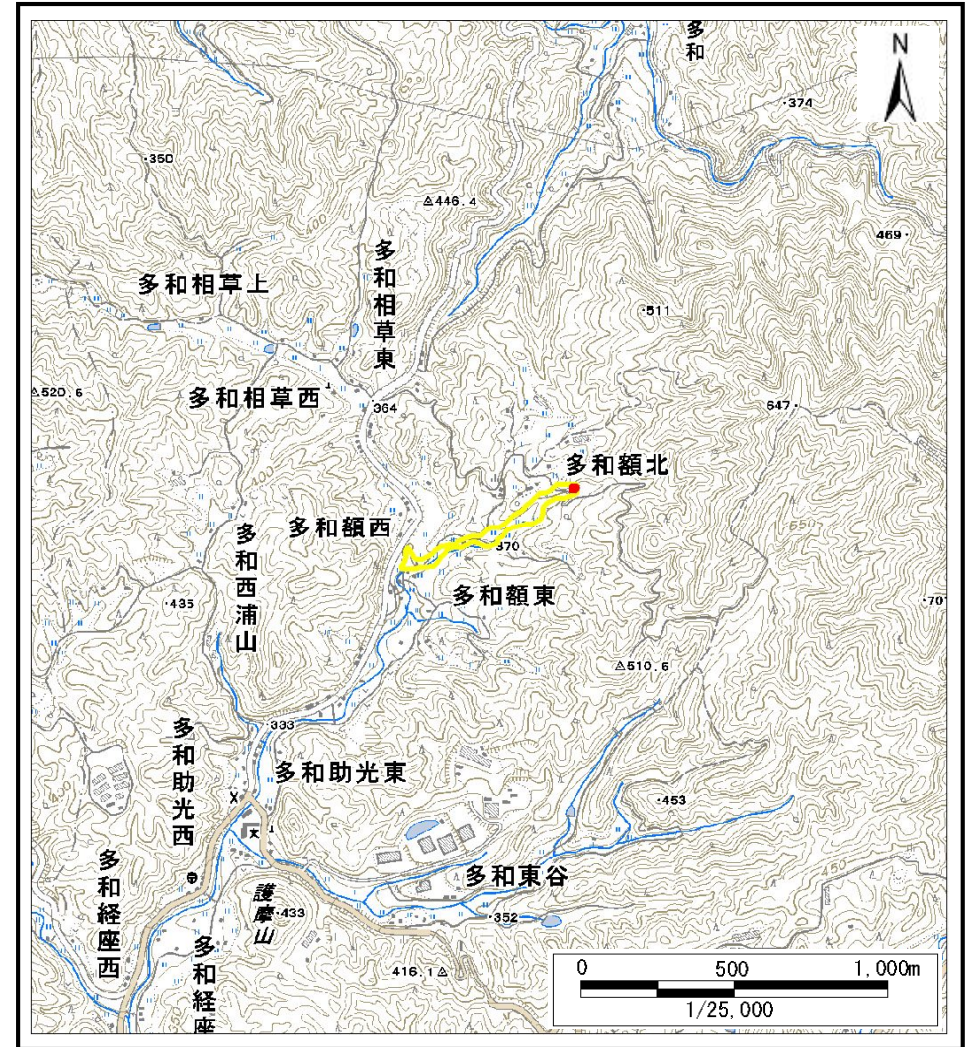 多和
N
・374
・350
△446.4
469・
多和相草東
多和相草上
・511
△520.6
多和相草西
・364
647・
多和額北
多和額西
・370
多和西浦山
・435
多和額東
・701
△510.6
・333
多和助光西
多和助光東
・453
多和東谷
多和経座西
護摩山
・433
・352
多和経座
416.1△
0 500 1,000m
1/25,000